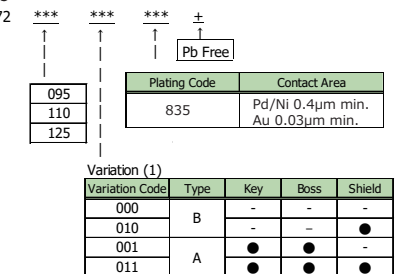 72 *** *** *** +
Pb Free
Plating Code Contact Area
835 Pd/Ni 0.4μm min.
Au 0.03μm min.
095
110
125
Variation (1)
Variation Code Type Key Boss Shield
000 B - - -
010 - – ●
001 A ● ● -
011 ● ● ●